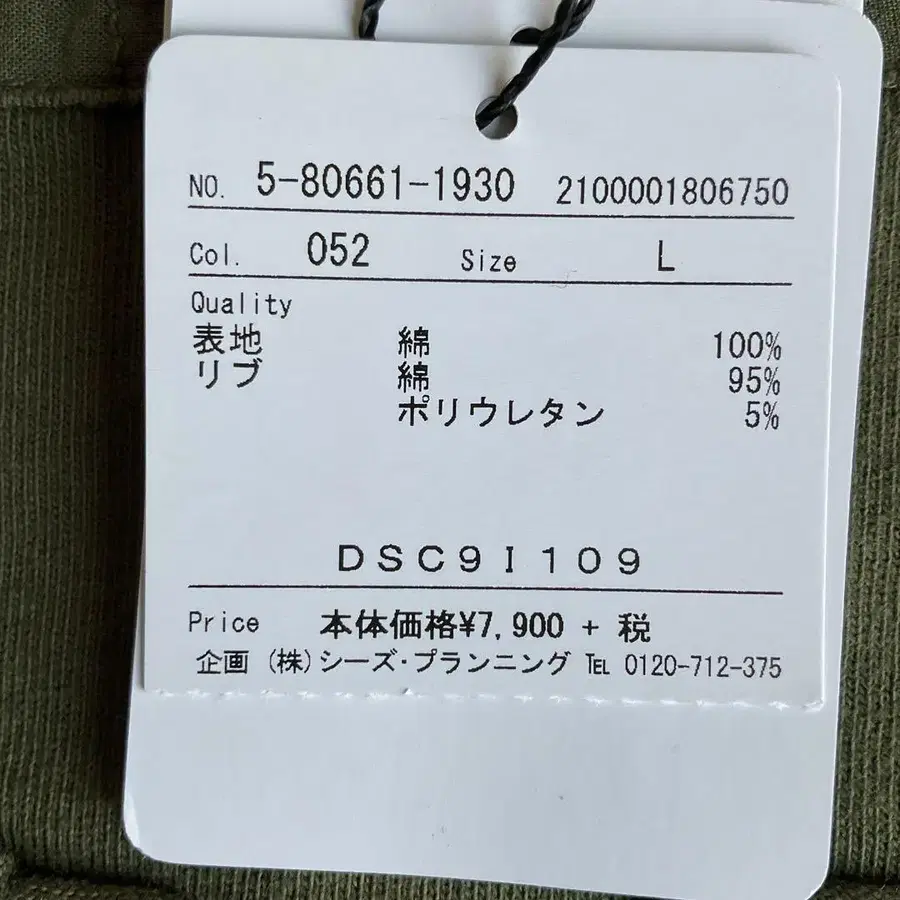 NO. 5-80661-1930 2100001806750
Col. 052 Size L
Quality
表地 綿 100%
リブ 綿 95%
ポリウレタン 5%
DSC9I109
Price 本体価格¥7,900 + 税
企画 (株)シーズ・プランニング TEL 0120-712-375